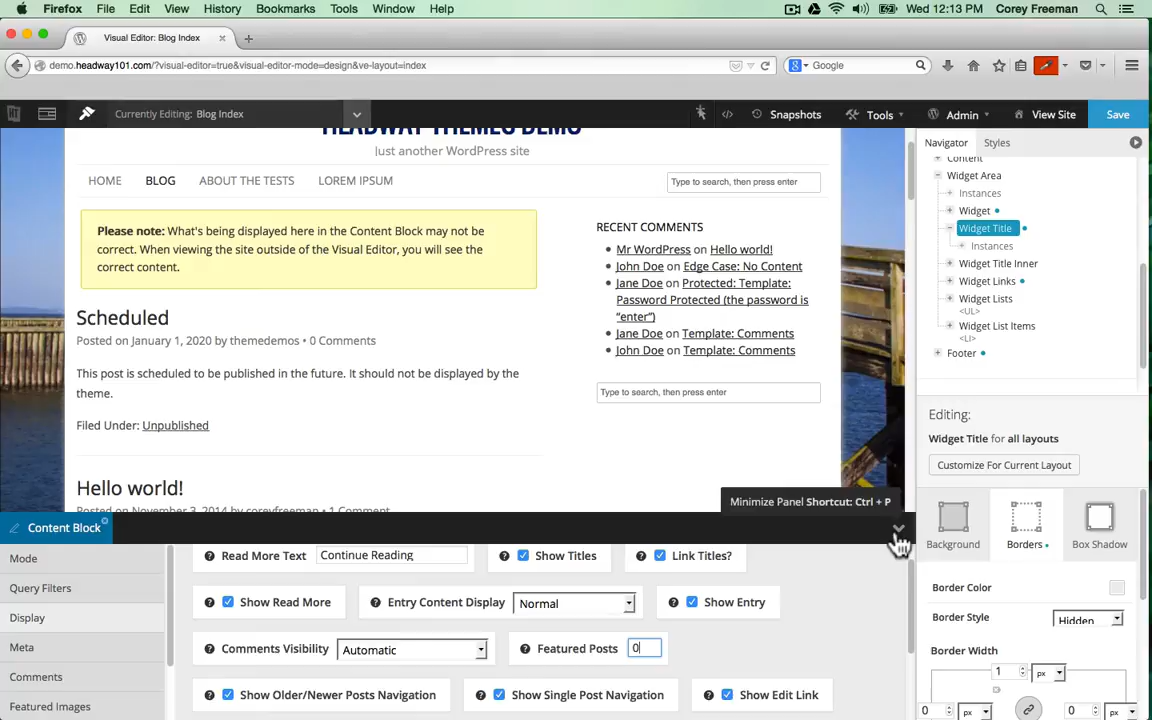 Firefox File Edit View History Bookmarks Tools Window Help Wed 12:13 PM Corey Freeman
Visual Editor: Blog Index
demo.headway101.com/?visual-editor=true&visual-editor-mode=design&ve-layout=index
Google
Currently Editing: Blog Index
Snapshots Tools Admin View Site Save
HEADWAY THEMES DEMO
Just another WordPress site
HOME BLOG ABOUT THE TESTS LOREM IPSUM
Type to search, then press enter
Please note: What's being displayed here in the Content Block may not be
correct. When viewing the site outside of the Visual Editor, you will see the
correct content.
Scheduled
Posted on January 1, 2020 by themedemos • 0 Comments
This post is scheduled to be published in the future. It should not be displayed by the
theme.
Filed Under: Unpublished
Hello world!
Posted on November 3, 2014 by coreyfreeman • 1 Comment
RECENT COMMENTS
Mr WordPress on Hello world!
John Doe on Edge Case: No Content
Jane Doe on Protected: Template:
Password Protected (the password is
“enter”)
Jane Doe on Template: Comments
John Doe on Template: Comments
Type to search, then press enter
Minimize Panel Shortcut: Ctrl + P
Navigator Styles
Content
Widget Area
Instances
Widget
Widget Title
Instances
Widget Title Inner
Widget Links
Widget Lists
<UL>
Widget List Items
<LI>
Footer
Editing:
Widget Title for all layouts
Customize For Current Layout
Background Borders Box Shadow
Border Color
Border Style Hidden
Border Width
1 px
0 px 0 px
Content Block
Mode
Query Filters
Display
Meta
Comments
Featured Images
Read More Text Continue Reading Show Titles Link Titles?
Show Read More Entry Content Display Normal Show Entry
Comments Visibility Automatic Featured Posts 0
Show Older/Newer Posts Navigation Show Single Post Navigation Show Edit Link